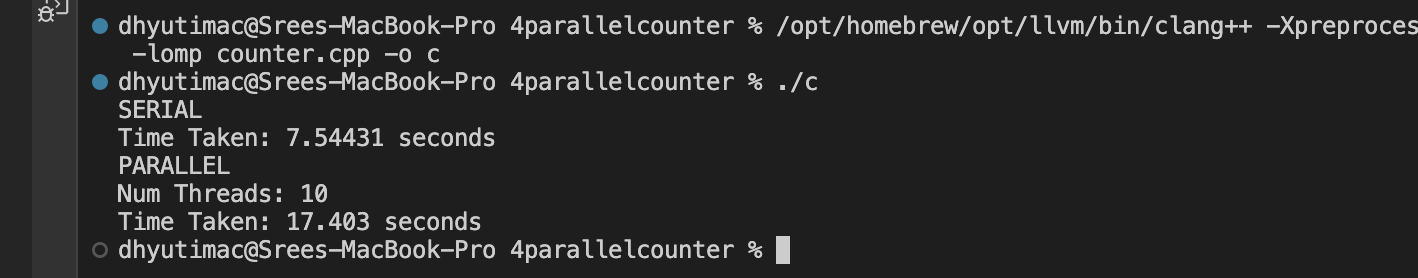 dhyutimac@Srees-MacBook-Pro 4parallelcounter % /opt/homebrew/opt/llvm/bin/clang++ -Xpreproces
-lomp counter.cpp -o c
dhyutimac@Srees-MacBook-Pro 4parallelcounter % ./c
SERIAL
Time Taken: 7.54431 seconds
PARALLEL
Num Threads: 10
Time Taken: 17.403 seconds
dhyutimac@Srees-MacBook-Pro 4parallelcounter %